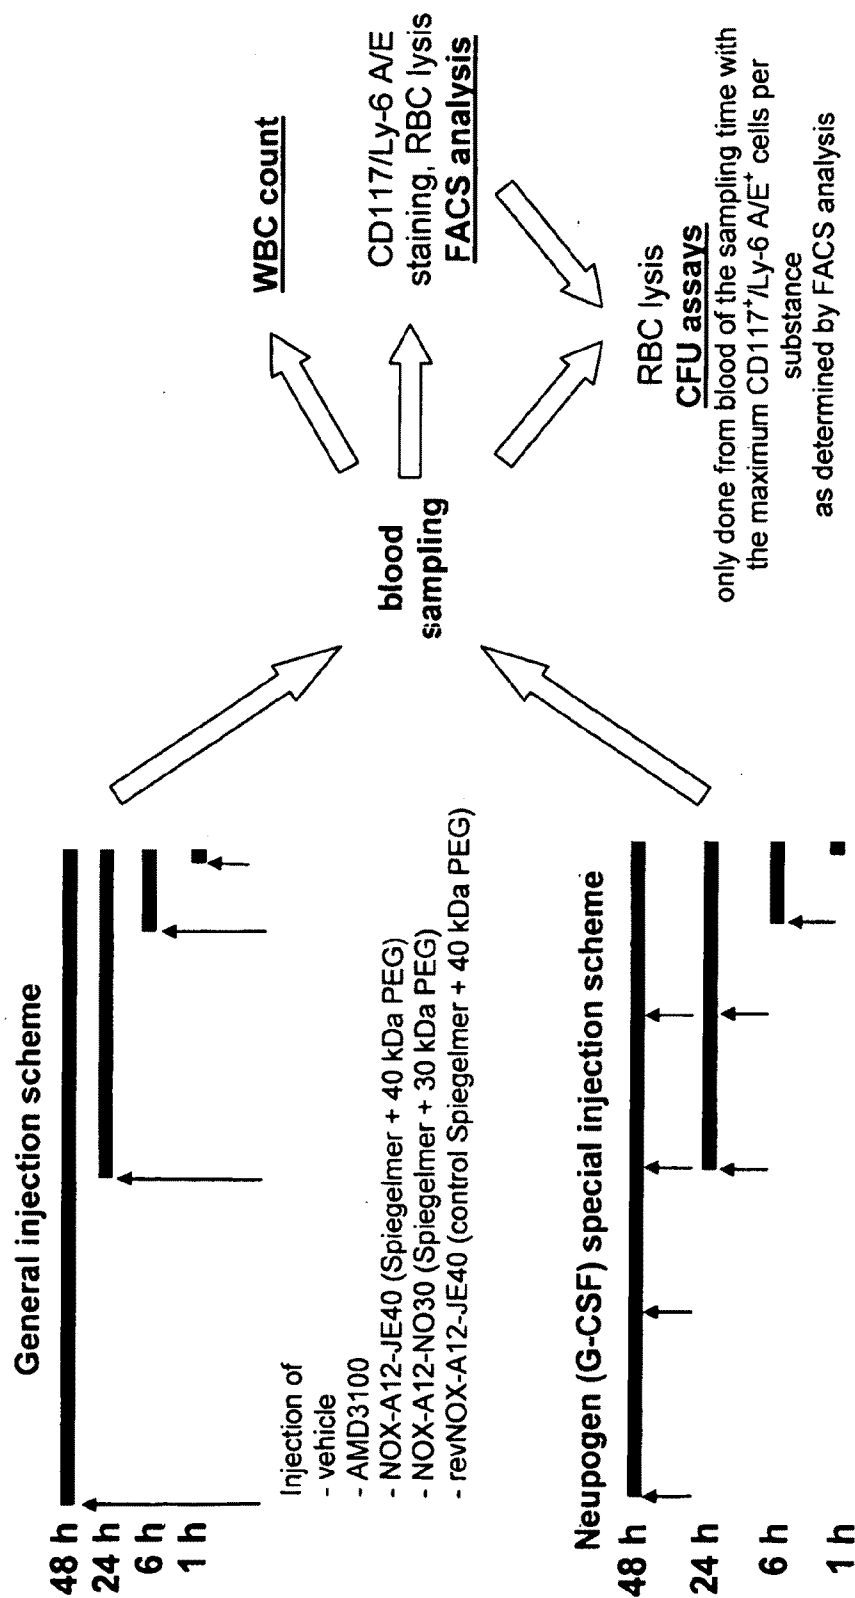 General injection scheme
48 h
24 h
6 h
1 h
Injection of
- vehicle
- AMD3100
- NOX-A12-JE40 (Spiegelmer + 40 kDa PEG)
- NOX-A12-NO30 (Spiegelmer + 30 kDa PEG)
- revNOX-A12-JE40 (control Spiegelmer + 40 kDa PEG)
Neupogen (G-CSF) special injection scheme
48 h
24 h
6 h
1 h
blood
sampling
WBC count
CD117/Ly-6 A/E
staining, RBC lysis
FACS analysis
RBC lysis
CFU assays
only done from blood of the sampling time with
the maximum CD117⁺/Ly-6 A/E⁺ cells per
substance
as determined by FACS analysis